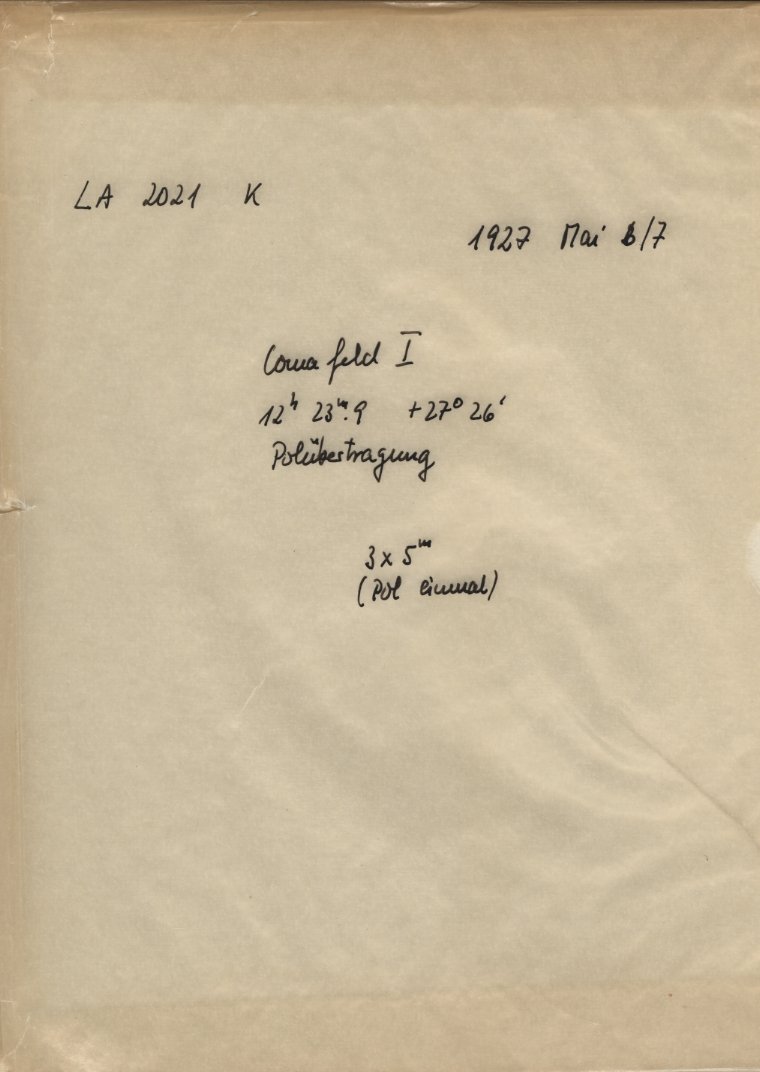 LA 2021 K
1927 Mai 6/7
Comafeld I
12ʰ 23ᵐ.9 +27° 26'
Polübertragung
3 x 5ᵐ
(Pol einmal)